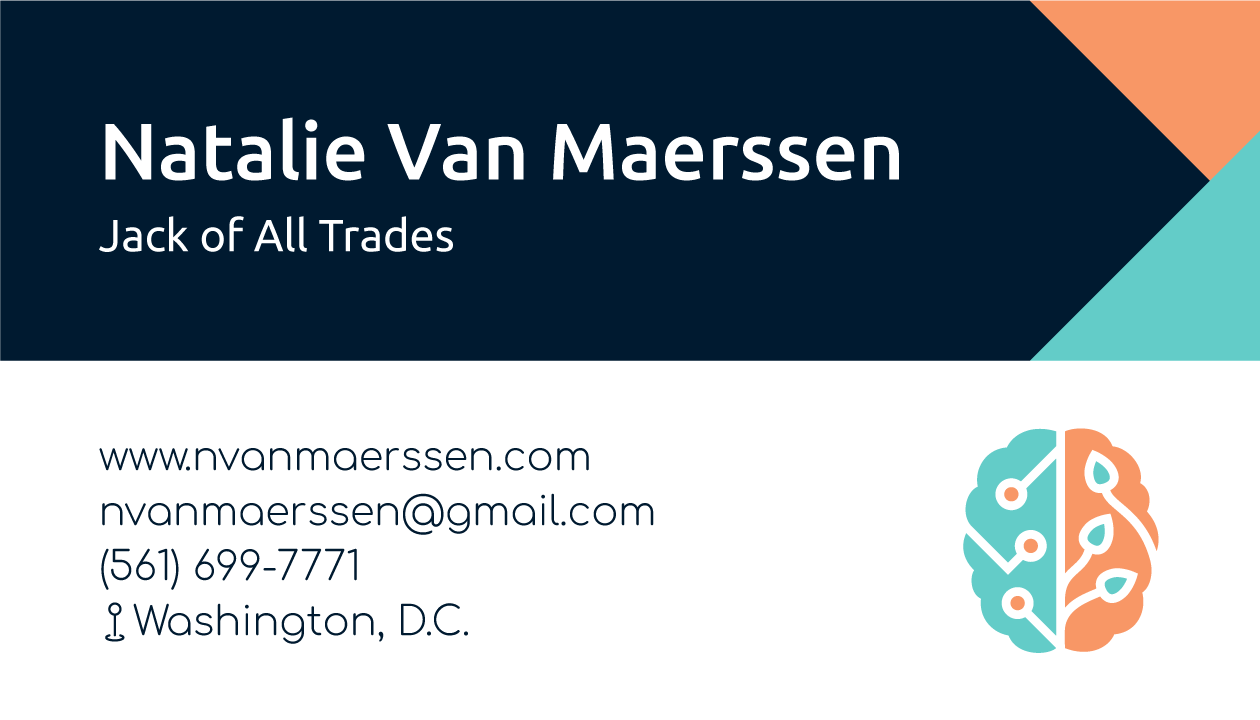 Natalie Van Maerssen
Jack of All Trades
www.nvanmaerssen.com
nvanmaerssen@gmail.com
(561) 699-7771
Washington, D.C.